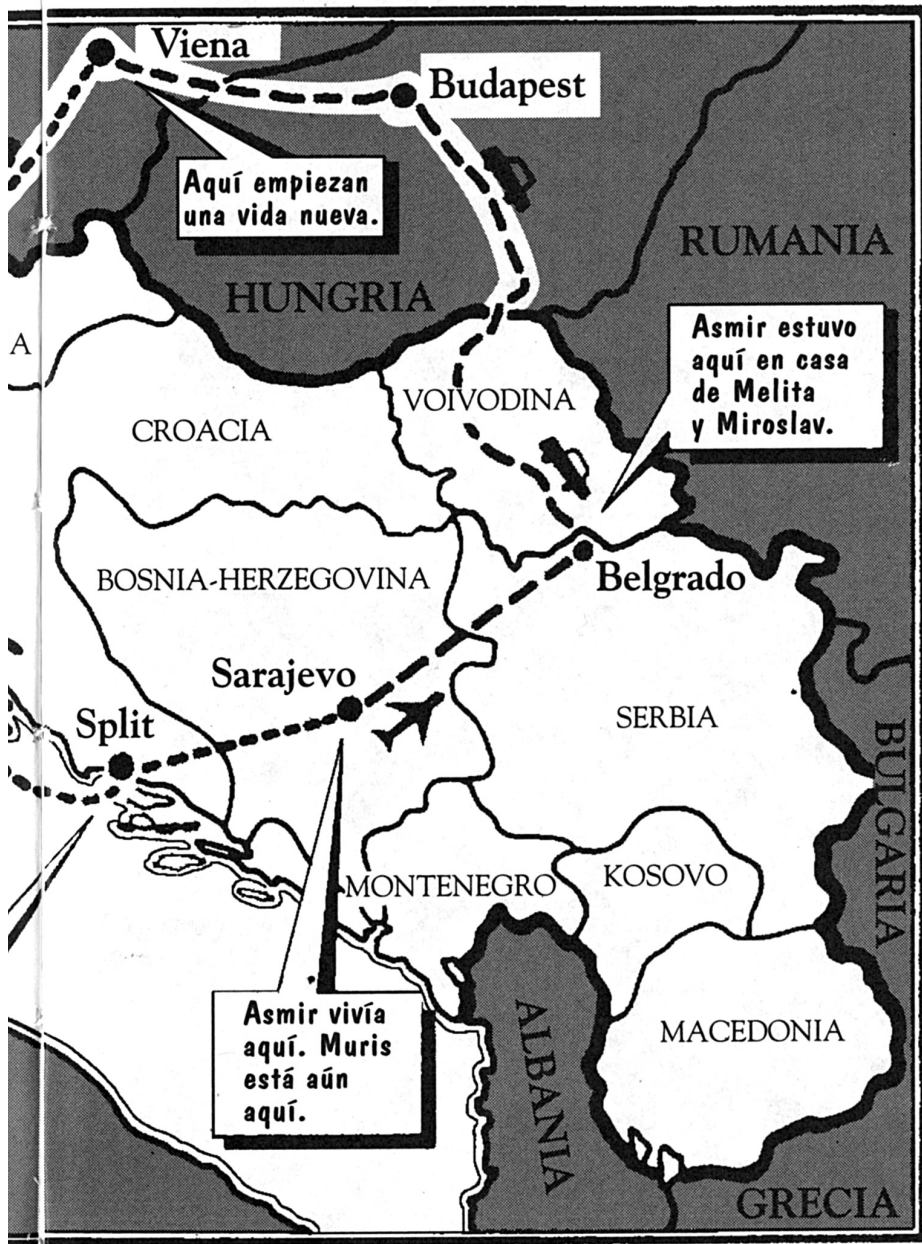 Viena
Budapest
Aquí empiezan
una vida nueva.
RUMANIA
HUNGRIA
Asmir estuvo
aquí en casa
de Melita
y Miroslav.
A
VOIVODINA
CROACIA
BOSNIA-HERZEGOVINA
Belgrado
Sarajevo
SERBIA
Split
BULGARIA
MONTENEGRO
KOSOVO
Asmir vivía
aquí. Muris
está aún
aquí.
ALBANIA
MACEDONIA
GRECIA